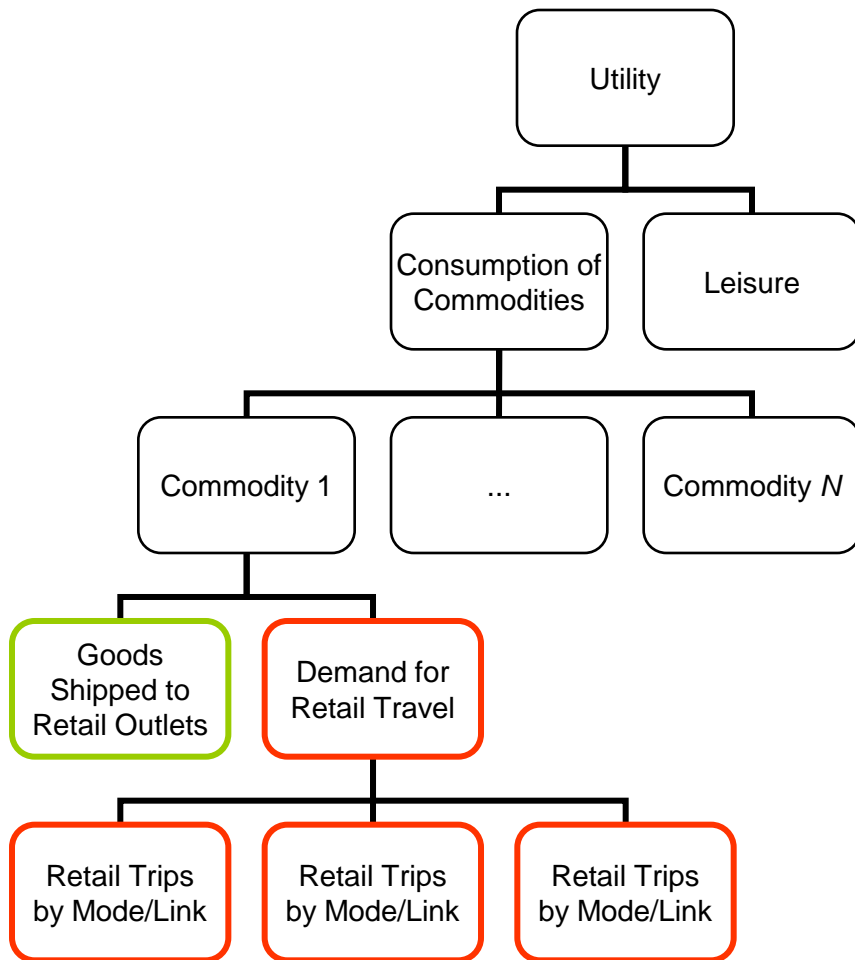 Utility
Consumption of
Commodities
Leisure
Commodity 1
...
Commodity N
Goods
Shipped to
Retail Outlets
Demand for
Retail Travel
Retail Trips
by Mode/Link
Retail Trips
by Mode/Link
Retail Trips
by Mode/Link